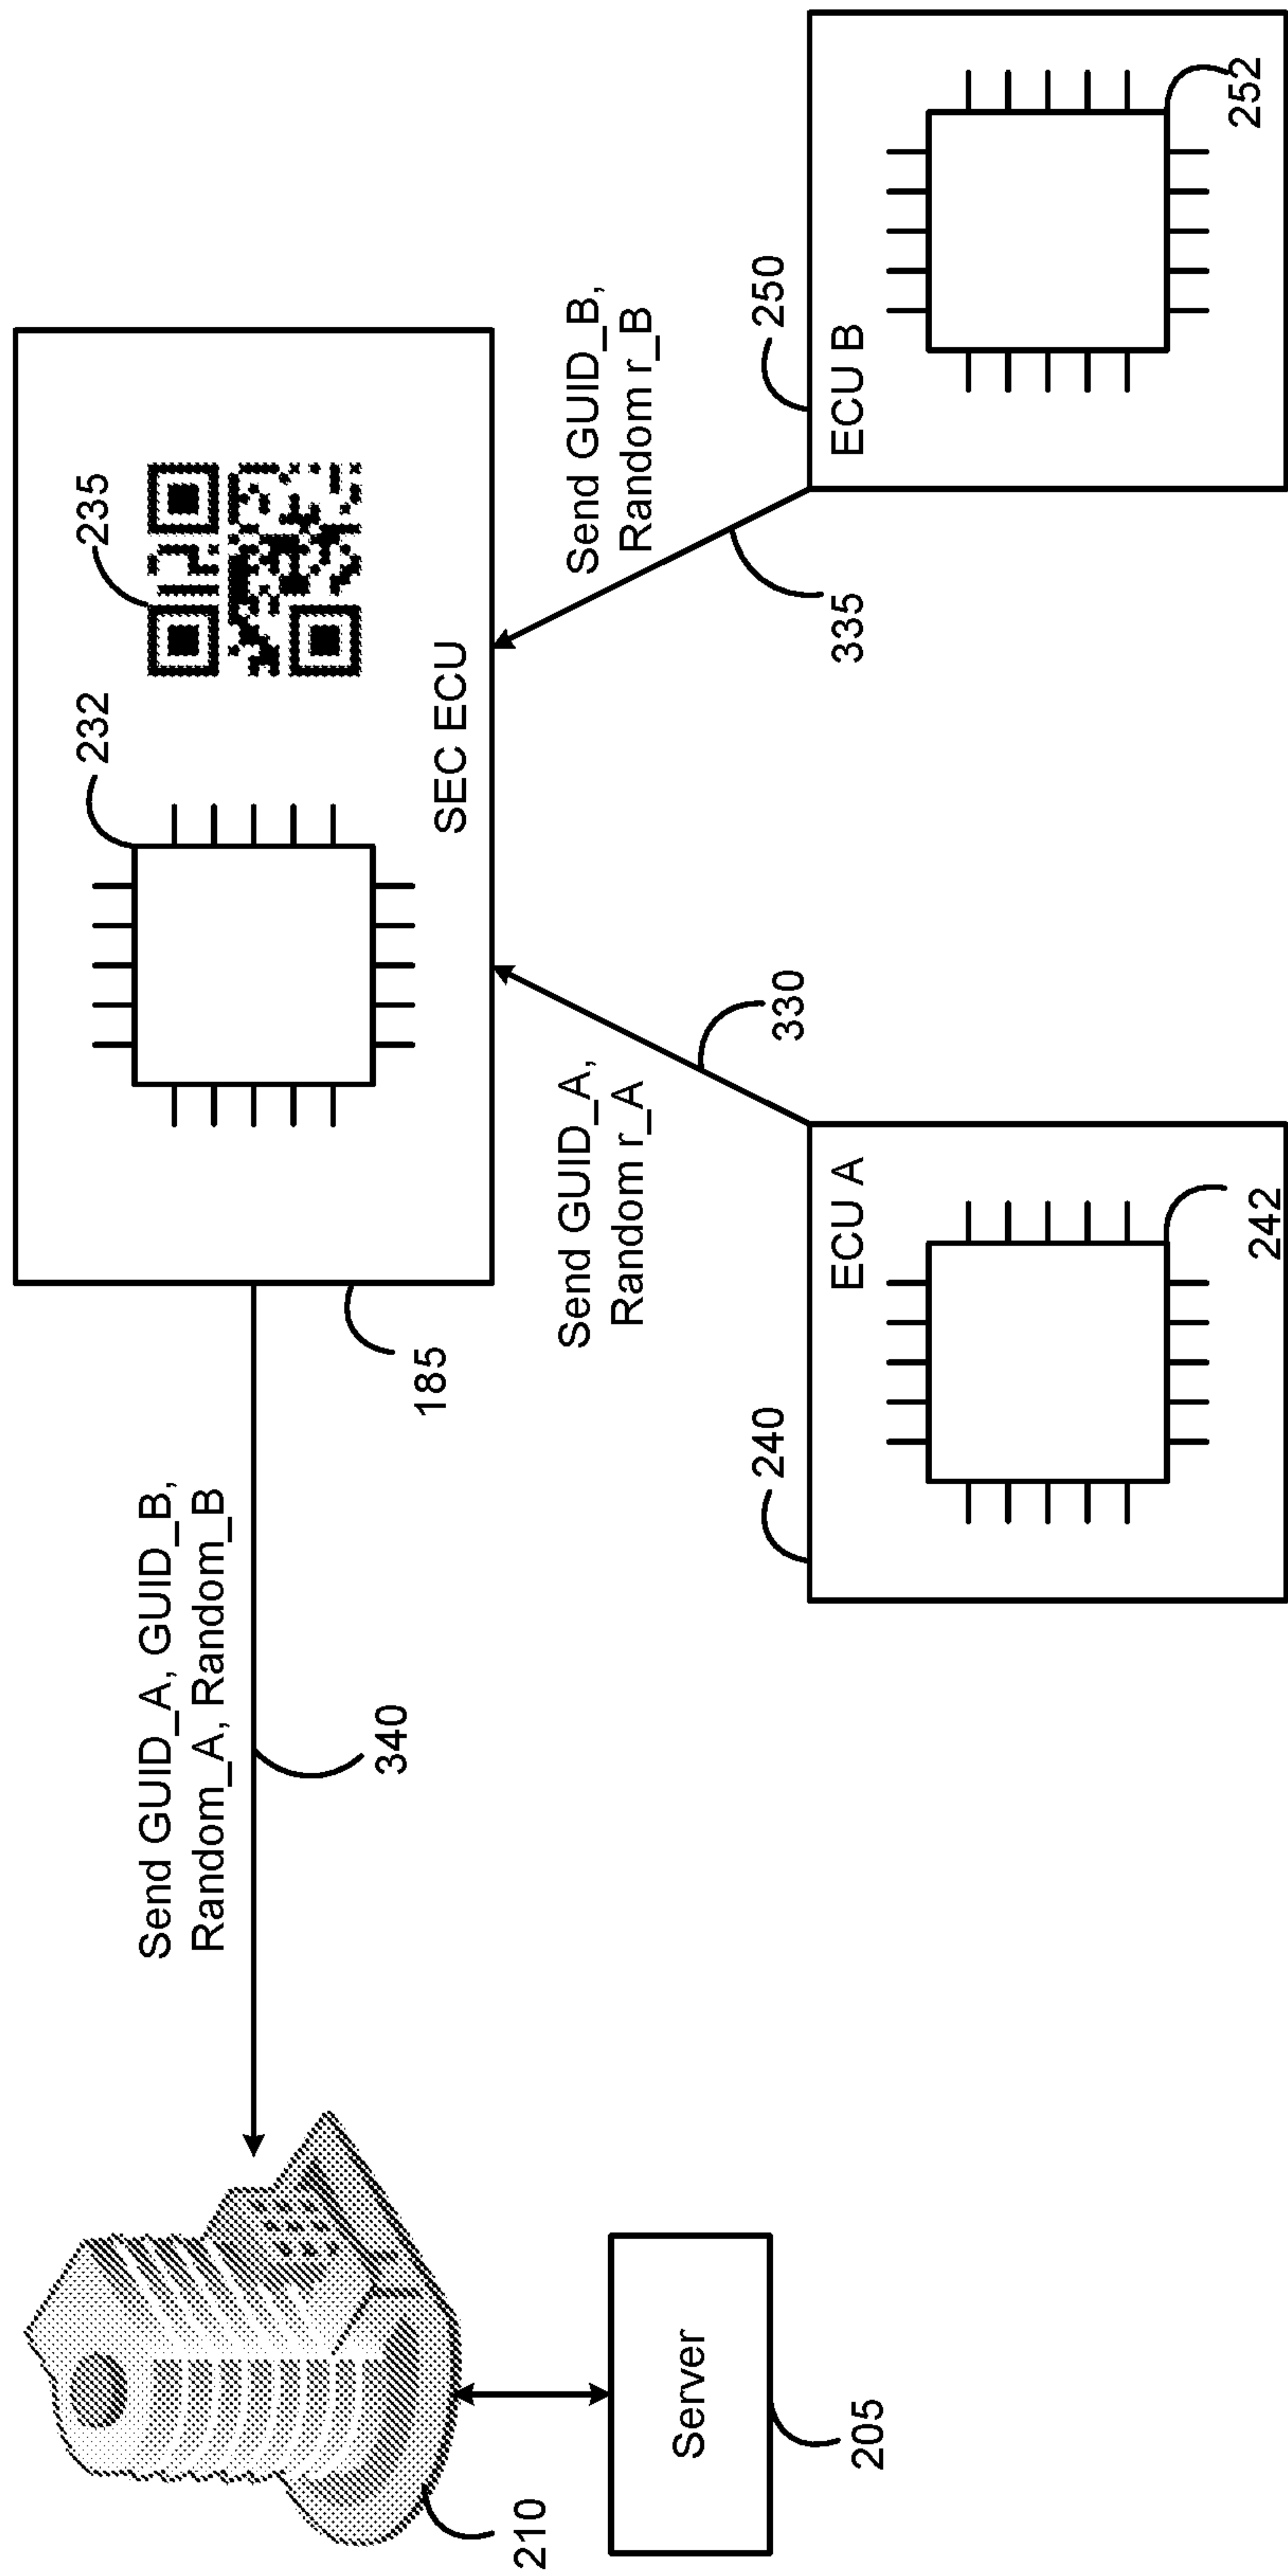 Send GUID_A, GUID_B,
Random_A, Random_B
340
210
Server
205
232
235
SEC ECU
185
Send GUID_A,
Random r_A
330
Send GUID_B,
Random r_B
335
240
ECU A
242
250
ECU B
252